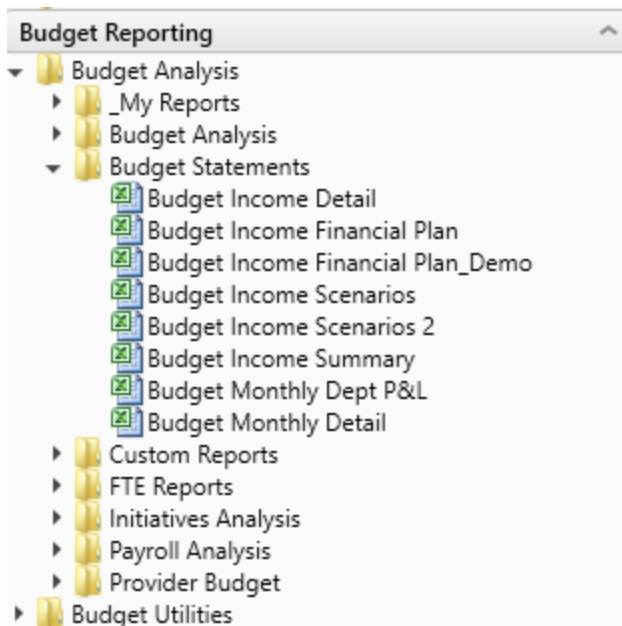 Budget Reporting
Budget Analysis
_My Reports
Budget Analysis
Budget Statements
Budget Income Detail
Budget Income Financial Plan
Budget Income Financial Plan_Demo
Budget Income Scenarios
Budget Income Scenarios 2
Budget Income Summary
Budget Monthly Dept P&L
Budget Monthly Detail
Custom Reports
FTE Reports
Initiatives Analysis
Payroll Analysis
Provider Budget
Budget Utilities